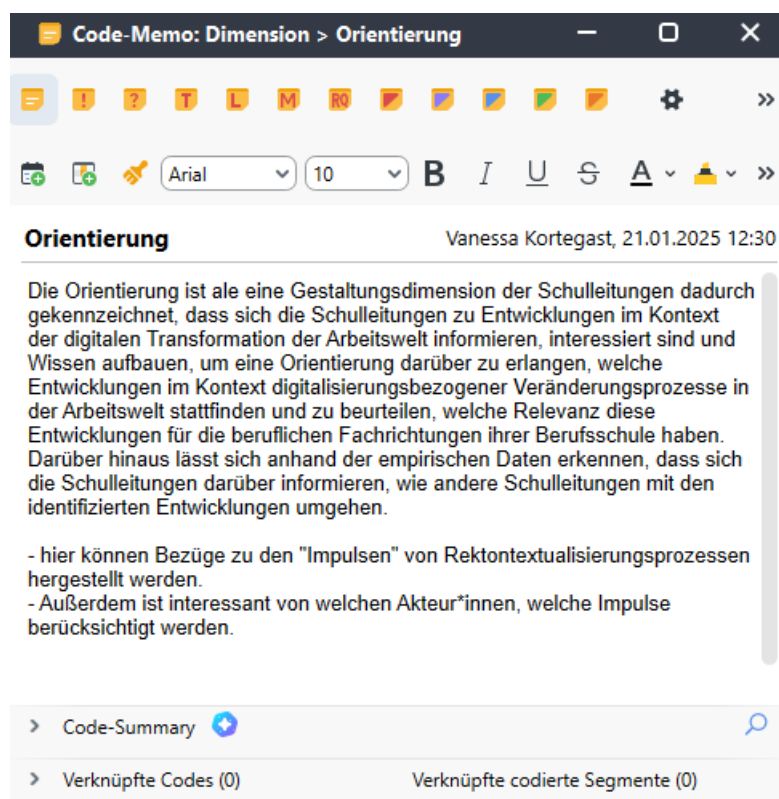 Code-Memo: Dimension > Orientierung
! ? T L M RQ
Arial 10 B I U S A
Orientierung Vanessa Kortegast, 21.01.2025 12:30
Die Orientierung ist ale eine Gestaltungsdimension der Schulleitungen dadurch
gekennzeichnet, dass sich die Schulleitungen zu Entwicklungen im Kontext
der digitalen Transformation der Arbeitswelt informieren, interessiert sind und
Wissen aufbauen, um eine Orientierung darüber zu erlangen, welche
Entwicklungen im Kontext digitalisierungsbezogener Veränderungsprozesse in
der Arbeitswelt stattfinden und zu beurteilen, welche Relevanz diese
Entwicklungen für die beruflichen Fachrichtungen ihrer Berufsschule haben.
Darüber hinaus lässt sich anhand der empirischen Daten erkennen, dass sich
die Schulleitungen darüber informieren, wie andere Schulleitungen mit den
identifizierten Entwicklungen umgehen.
- hier können Bezüge zu den "Impulsen" von Rektontextualisierungsprozessen
hergestellt werden.
- Außerdem ist interessant von welchen Akteur*innen, welche Impulse
berücksichtigt werden.
Code-Summary
Verknüpfte Codes (0) Verknüpfte codierte Segmente (0)